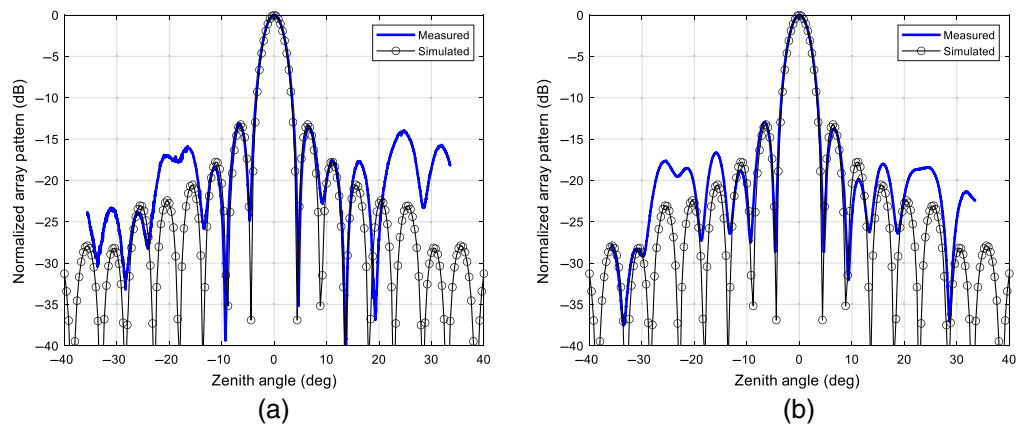 0
−5
−10
−15
−20
−25
−30
−35
−40
Normalized array pattern (dB)
Measured
Simulated
−40 −30 −20 −10 0 10 20 30 40
Zenith angle (deg)
(a)
0
−5
−10
−15
−20
−25
−30
−35
−40
Normalized array pattern (dB)
Measured
Simulated
−40 −30 −20 −10 0 10 20 30 40
Zenith angle (deg)
(b)